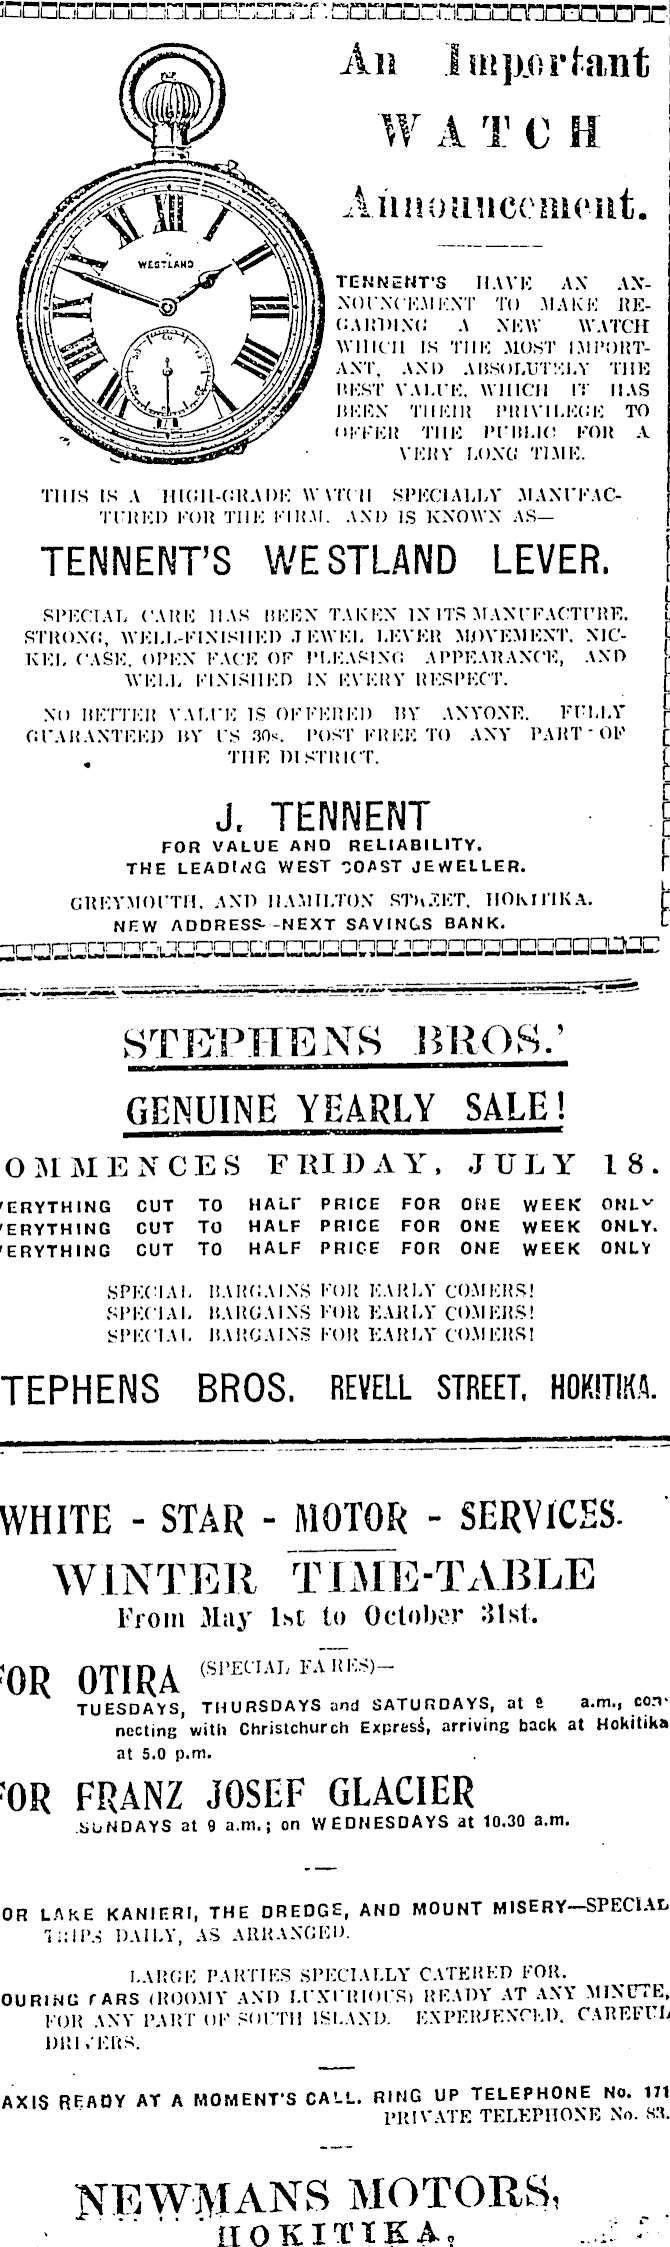 An Important
WATCH
Announcement.
WESTLAND
TENNENT'S HAVE AN AN-
NOUNCEMENT TO MAKE RE-
GARDING A NEW WATCH
WHICH IS THE MOST IMPORT-
ANT, AND ABSOLUTELY THE
BEST VALUE, WHICH IT HAS
BEEN THEIR PRIVILEGE TO
OFFER THE PUBLIC FOR A
VERY LONG TIME.
THIS IS A HIGH-GRADE WATCH SPECIALLY MANUFAC-
TURED FOR THE FIRM, AND IS KNOWN AS—
TENNENT'S WESTLAND LEVER.
SPECIAL CARE HAS BEEN TAKEN IN ITS MANUFACTURE.
STRONG, WELL-FINISHED JEWEL LEVER MOVEMENT, NIC-
KEL CASE, OPEN FACE OF PLEASING APPEARANCE, AND
WELL FINISHED IN EVERY RESPECT.
NO BETTER VALUE IS OFFERED BY ANYONE. FULLY
GUARANTEED BY US 30s. POST FREE TO ANY PART OF
THE DISTRICT.
J. TENNENT
FOR VALUE AND RELIABILITY.
THE LEADING WEST COAST JEWELLER.
GREYMOUTH, AND HAMILTON STREET, HOKITIKA.
NEW ADDRESS—NEXT SAVINGS BANK.
STEPHENS BROS.'
GENUINE YEARLY SALE!
OMMENCES FRIDAY, JULY 18.
VERYTHING CUT TO HALF PRICE FOR ONE WEEK ONLY
VERYTHING CUT TO HALF PRICE FOR ONE WEEK ONLY.
VERYTHING CUT TO HALF PRICE FOR ONE WEEK ONLY
SPECIAL BARGAINS FOR EARLY COMERS!
SPECIAL BARGAINS FOR EARLY COMERS!
SPECIAL BARGAINS FOR EARLY COMERS!
TEPHENS BROS. REVELL STREET, HOKITIKA.
WHITE - STAR - MOTOR - SERVICES.
WINTER TIME-TABLE
From May 1st to October 31st.
FOR OTIRA (SPECIAL FARES)—
TUESDAYS, THURSDAYS and SATURDAYS, at a.m., con-
necting with Christchurch Express, arriving back at Hokitika
at 5.0 p.m.
FOR FRANZ JOSEF GLACIER
SUNDAYS at 9 a.m.; on WEDNESDAYS at 10.30 a.m.
OR LAKE KANIERI, THE DREDGE, AND MOUNT MISERY—SPECIAL
TRIPS DAILY, AS ARRANGED.
LARGE PARTIES SPECIALLY CATERED FOR.
OURING CARS (ROOMY AND LUXURIOUS) READY AT ANY MINUTE,
FOR ANY PART OF SOUTH ISLAND. EXPERIENCED, CAREFUL
DRIVERS.
AXIS READY AT A MOMENT'S CALL. RING UP TELEPHONE No. 171
PRIVATE TELEPHONE No. 83.
NEWMANS MOTORS,
HOKITIKA,